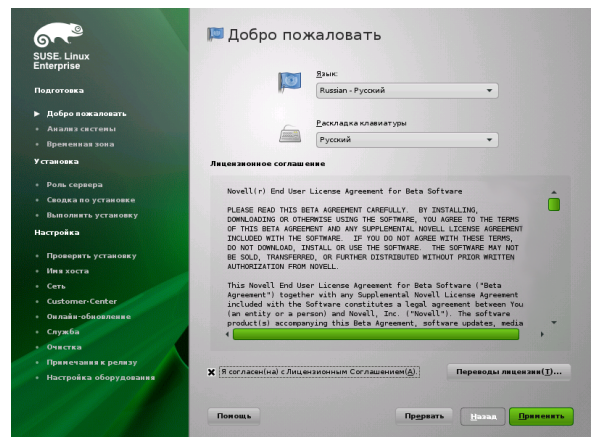 SUSE. Linux
Enterprise
Подготовка
Добро пожаловать
Анализ системы
Временная зона
Установка
Роль сервера
Сводка по установке
Выполнить установку
Настройка
Проверить установку
Имя хоста
Сеть
Customer-Center
Онлайн-обновление
Служба
Очистка
Примечания к релизу
Настройка оборудования
Добро пожаловать
Язык:
Russian - Русский
Раскладка клавиатуры
Русский
Лицензионное соглашение
Novell(r) End User License Agreement for Beta Software
PLEASE READ THIS BETA AGREEMENT CAREFULLY. BY INSTALLING,
DOWNLOADING OR OTHERWISE USING THE SOFTWARE, YOU AGREE TO THE TERMS
OF THIS BETA AGREEMENT AND ANY SUPPLEMENTAL NOVELL LICENSE AGREEMENT
INCLUDED WITH THE SOFTWARE. IF YOU DO NOT AGREE WITH THESE TERMS,
DO NOT DOWNLOAD, INSTALL OR USE THE SOFTWARE. THE SOFTWARE MAY NOT
BE SOLD, TRANSFERRED, OR FURTHER DISTRIBUTED WITHOUT PRIOR WRITTEN
AUTHORIZATION FROM NOVELL.
This Novell End User License Agreement for Beta Software ("Beta
Agreement") together with any Supplemental Novell License Agreement
included with the Software constitutes a legal agreement between You
(an entity or a person) and Novell, Inc. ("Novell"). The software
product(s) accompanying this Beta Agreement, software updates, media
Я согласен(на) с Лицензионным Соглашением(A).
Переводы лицензии(T)...
Помощь
Прервать
Назад
Применить